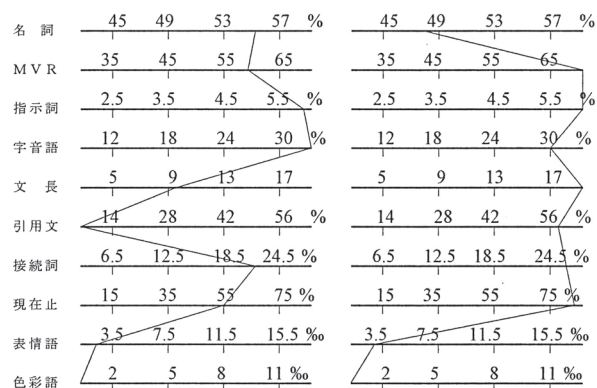 名 詞 45 49 53 57 % 45 49 53 57 %
MVR 35 45 55 65 35 45 55 65
指示詞 2.5 3.5 4.5 5.5 % 2.5 3.5 4.5 5.5 %
字音語 12 18 24 30 % 12 18 24 30 %
文 長 5 9 13 17 5 9 13 17
引用文 14 28 42 56 % 14 28 42 56 %
接続詞 6.5 12.5 18.5 24.5 % 6.5 12.5 18.5 24.5 %
現在止 15 35 55 75 % 15 35 55 75 %
表情語 3.5 7.5 11.5 15.5 ‰ 3.5 7.5 11.5 15.5 ‰
色彩語 2 5 8 11 ‰ 2 5 8 11 ‰